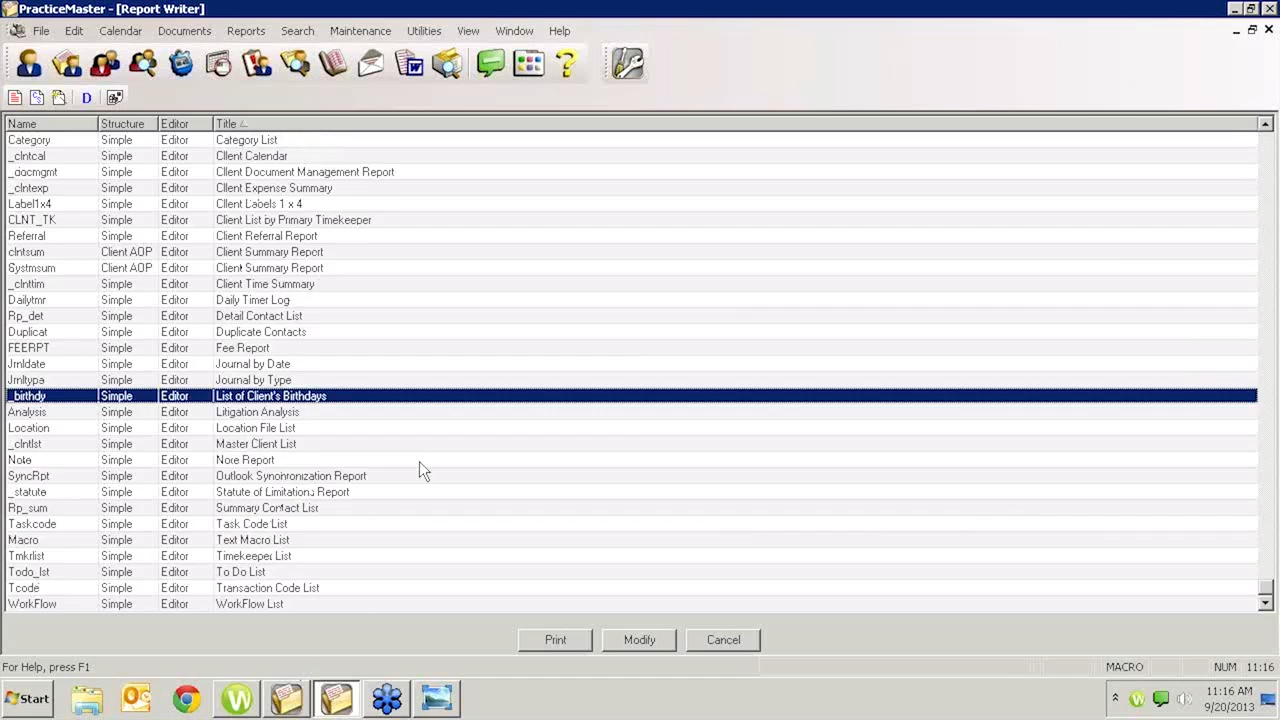 PracticeMaster - [Report Writer]
File Edit Calendar Documents Reports Search Maintenance Utilities View Window Help
D
Name Structure Editor Title
Category Simple Editor Category List
_clntcal Simple Editor Client Calendar
_docmgmt Simple Editor Client Document Management Report
_clntexp Simple Editor Client Expense Summary
Label1x4 Simple Editor Client Labels 1 x 4
CLNT_TK Simple Editor Client List by Primary Timekeeper
Referral Simple Editor Client Referral Report
clntsum Client AOP Editor Client Summary Report
Systmsum Client AOP Editor Client Summary Report
_clnttim Simple Editor Client Time Summary
Dailytmr Simple Editor Daily Timer Log
Rp_det Simple Editor Detail Contact List
Duplicat Simple Editor Duplicate Contacts
FEERPT Simple Editor Fee Report
Jrnldate Simple Editor Journal by Date
Jrnltype Simple Editor Journal by Type
_birthdy Simple Editor List of Client's Birthdays
Analysis Simple Editor Litigation Analysis
Location Simple Editor Location File List
_clntlst Simple Editor Master Client List
Note Simple Editor Note Report
SyncRpt Simple Editor Outlook Synchronization Report
_statute Simple Editor Statute of Limitations Report
Rp_sum Simple Editor Summary Contact List
Taskcode Simple Editor Task Code List
Macro Simple Editor Text Macro List
Tmkrlist Simple Editor Timekeeper List
Todo_lst Simple Editor To Do List
Tcode Simple Editor Transaction Code List
WorkFlow Simple Editor WorkFlow List
Print Modify Cancel
For Help, press F1 MACRO NUM 11:16
Start 11:16 AM
9/20/2013